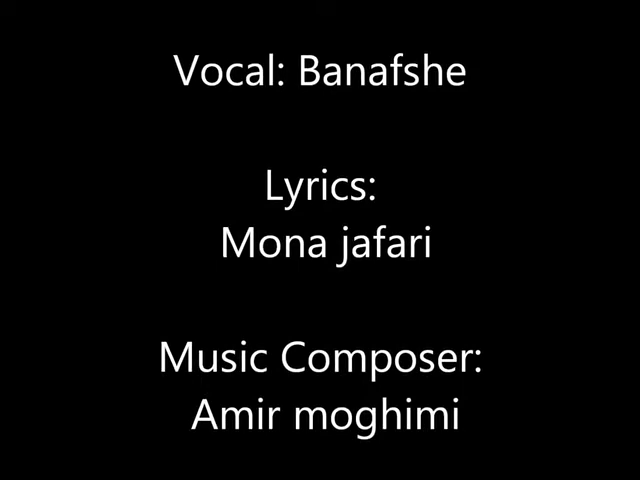 Vocal: Banafshe
Lyrics:
Mona jafari
Music Composer:
Amir moghimi